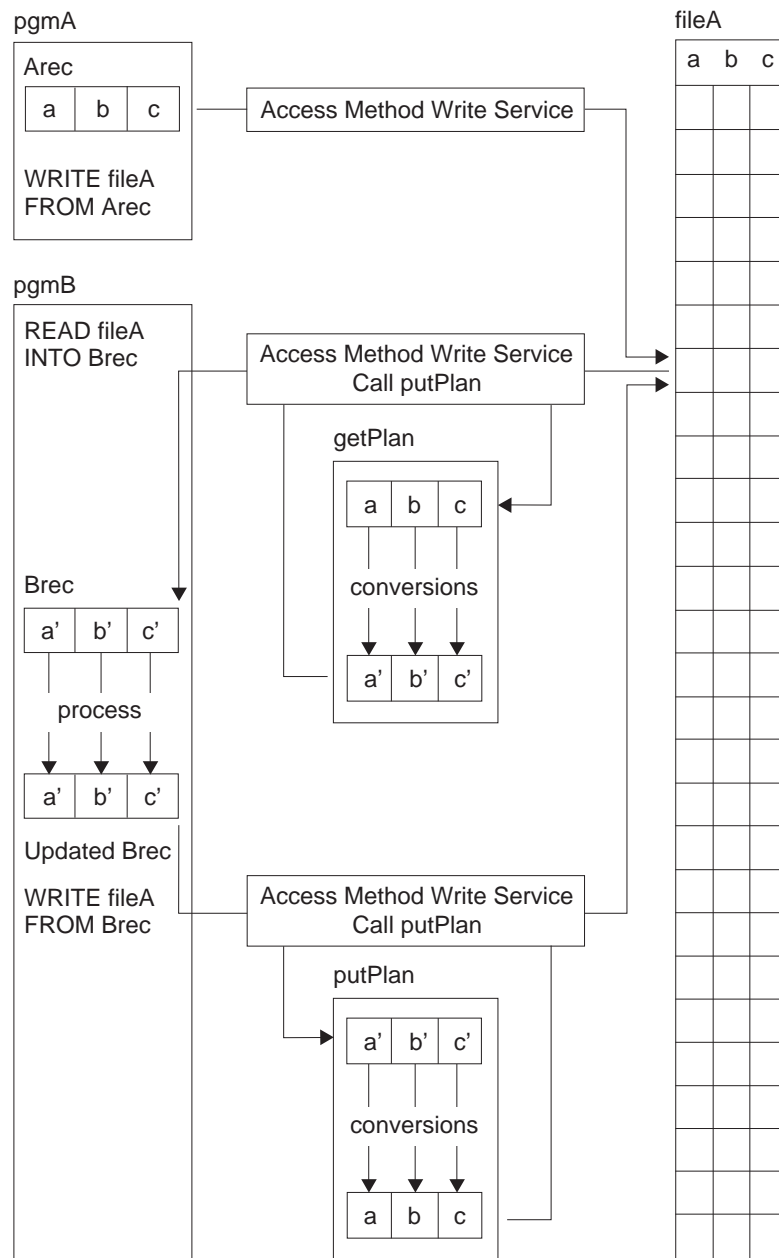 pgmA
Arec
a b c
WRITE fileA
FROM Arec
Access Method Write Service
fileA
a b c
pgmB
READ fileA
INTO Brec
Access Method Write Service
Call putPlan
getPlan
a b c
conversions
a’ b’ c’
Brec
a’ b’ c’
process
a’ b’ c’
Updated Brec
WRITE fileA
FROM Brec
Access Method Write Service
Call putPlan
putPlan
a’ b’ c’
conversions
a b c